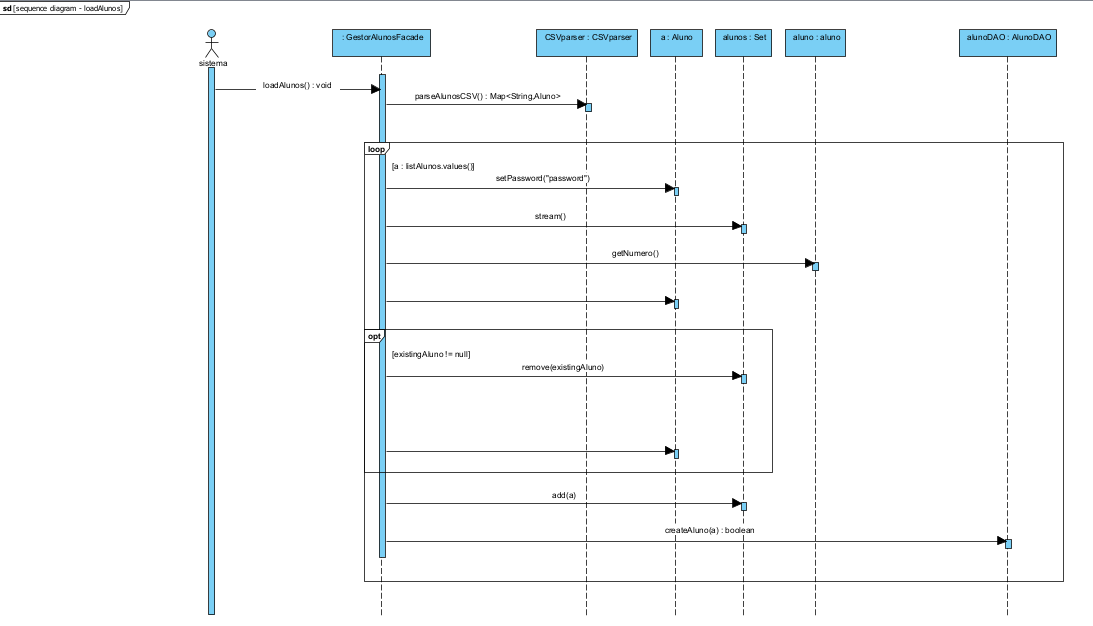 sd [sequence diagram - loadAlunos]
: GestorAlunosFacade
CSVparser : CSVparser
a : Aluno
alunos : Set
aluno : aluno
alunoDAO : AlunoDAO
sistema
loadAlunos() : void
parseAlunosCSV() : Map<String,Aluno>
loop
[a : listAlunos.values()]
setPassword("password")
stream()
getNumero()
opt
[existingAluno != null]
remove(existingAluno)
add(a)
createAluno(a) : boolean